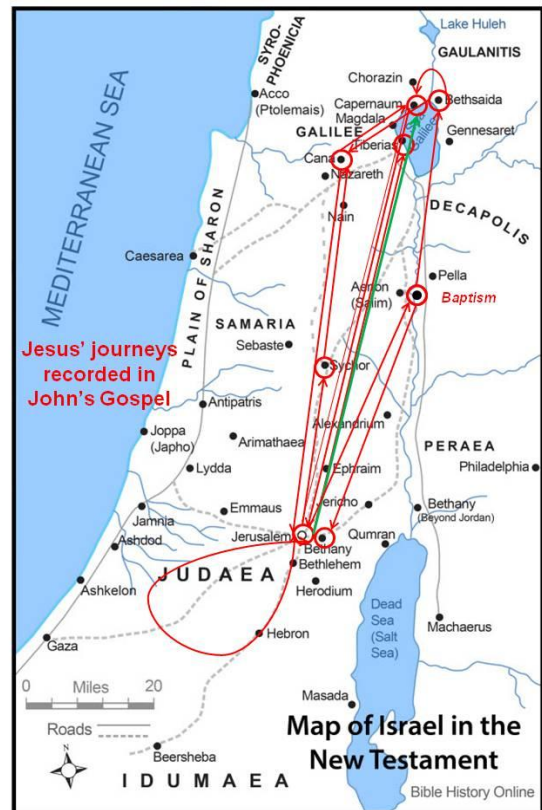 Lake Huleh
SYRO-
PHOENICIA
GAULANITIS
Chorazin
Acco
(Ptolemais)
Capernaum
Bethsaida
Magdala
MEDITERRANEAN SEA
GALILEE
Tiberias
Galilee
Gennesaret
Cana
Nazareth
Nain
DECAPOLIS
PLAIN OF SHARON
Caesarea
Pella
Aenon
(Salim)
Baptism
SAMARIA
Sebaste
Jesus' journeys
recorded in
John's Gospel
Sychor
Antipatris
Alexandrium
Joppa
(Japho)
Arimathaea
PERAEA
Lydda
Ephraim
Philadelphia
Jericho
Emmaus
Bethany
(Beyond Jordan)
Jamnia
Jerusalem
Qumran
Ashdod
Bethany
Bethlehem
JUDAEA
Herodium
Ashkelon
Dead
Sea
(Salt
Sea)
Machaerus
Hebron
Gaza
Miles
0 20
Masada
Roads
Map of Israel in the
New Testament
N
Beersheba
IDUMAEA
Bible History Online